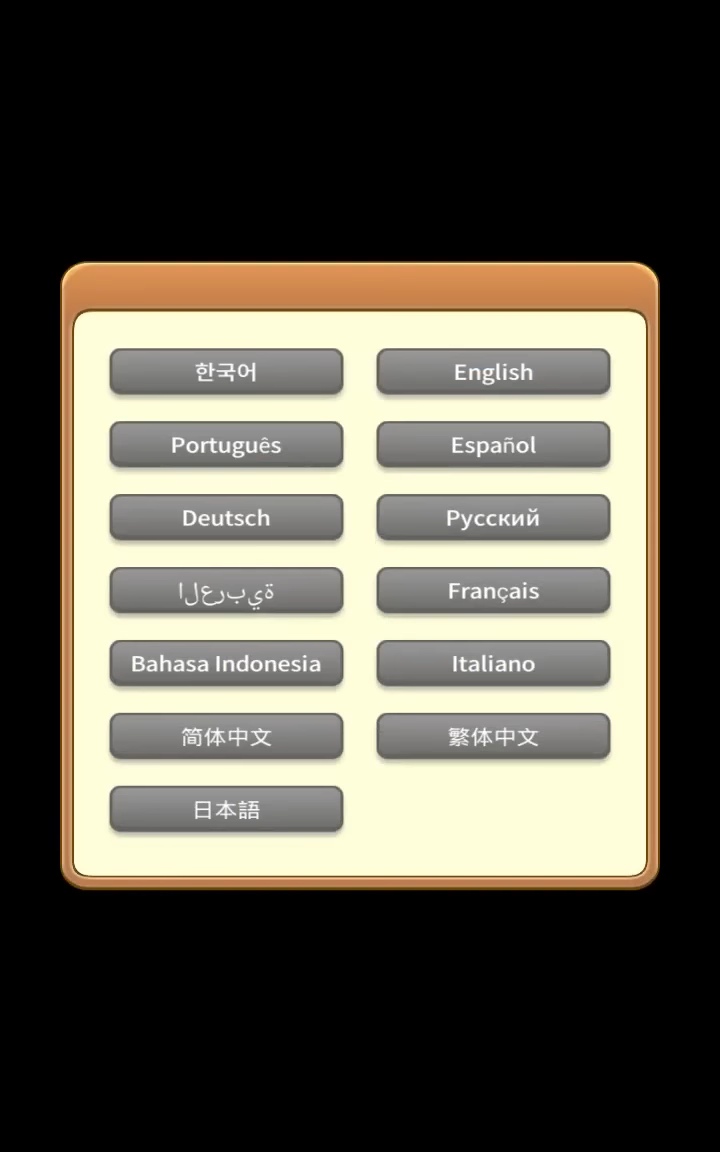 한국어
English
Português
Español
Deutsch
Русский
العربية
Français
Bahasa Indonesia
Italiano
简体中文
繁体中文
日本語